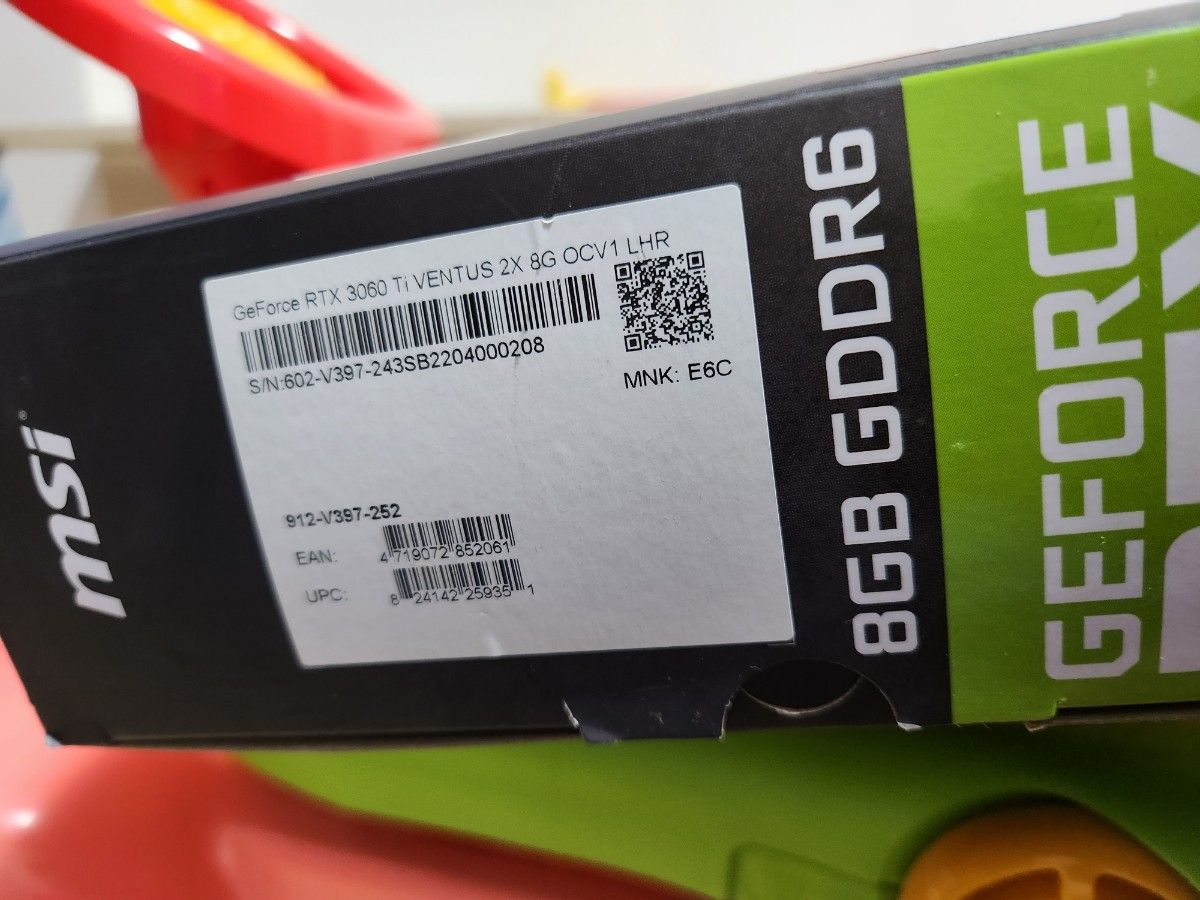 GeForce RTX 3060 Ti VENTUS 2X 8G OCV1 LHR
S/N:602-V397-243SB2204000208
MNK: E6C
912-V397-252
EAN: 4 719072 852061
UPC: 8 24142 25935 1
msi
8GB GDDR6
GEFORCE